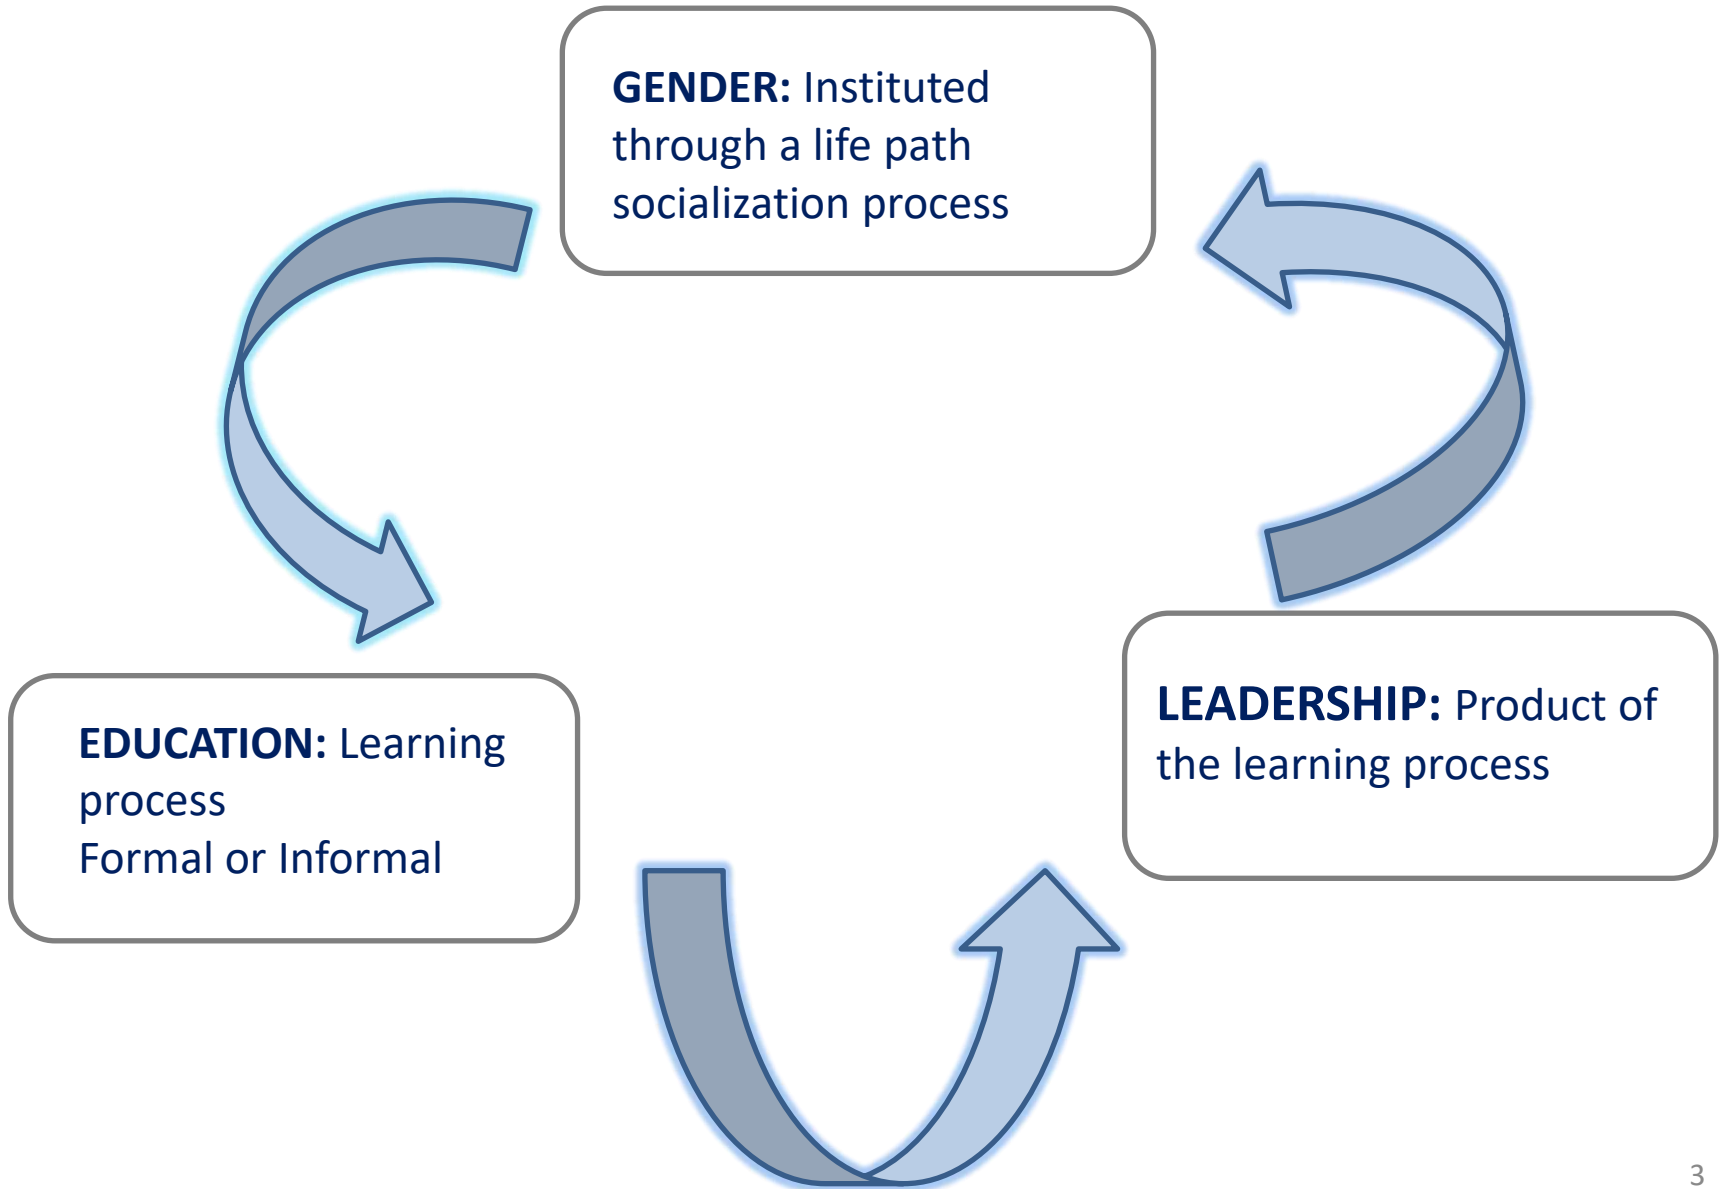 GENDER: Instituted
through a life path
socialization process
EDUCATION: Learning
process
Formal or Informal
LEADERSHIP: Product of
the learning process
3